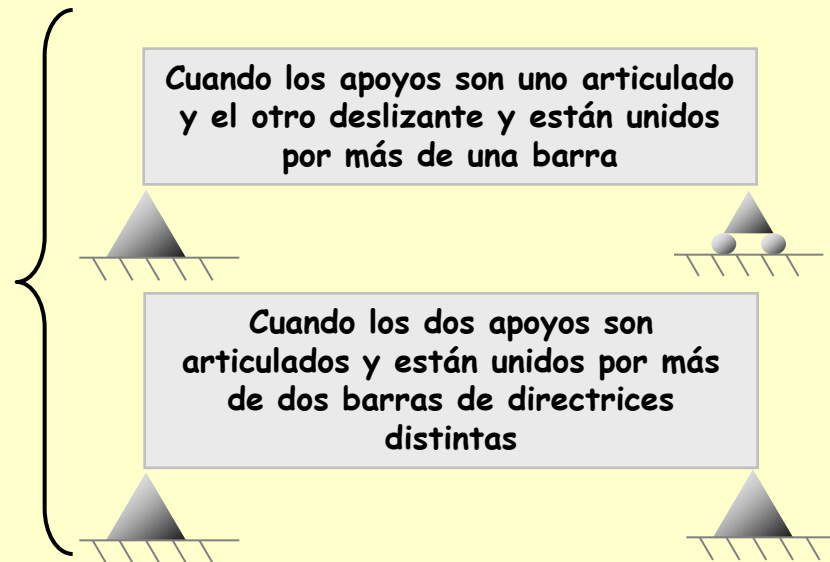 Cuando los apoyos son uno articulado
y el otro deslizante y están unidos
por más de una barra
Cuando los dos apoyos son
articulados y están unidos por más
de dos barras de directrices
distintas